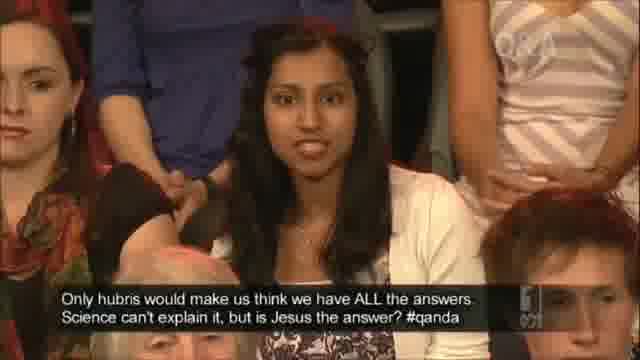 Q&A
Only hubris would make us think we have ALL the answers.
Science can't explain it, but is Jesus the answer? #qanda